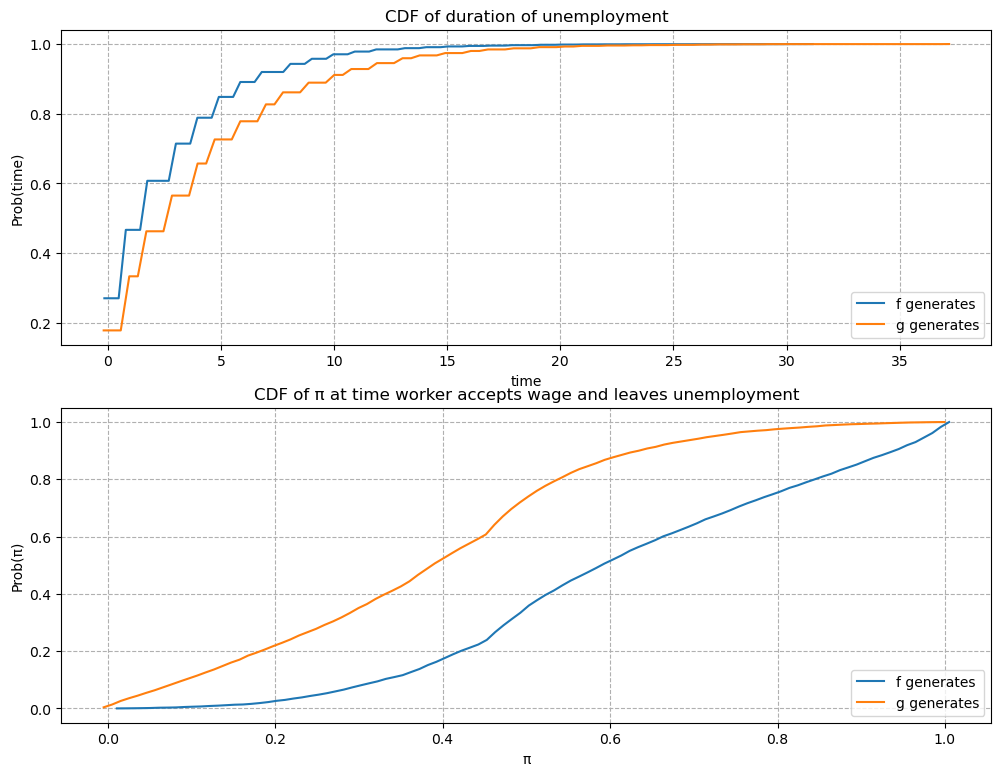 CDF of duration of unemployment
Prob(time)
1.0
0.8
0.6
0.4
0.2
f generates
g generates
0 5 10 15 20 25 30 35
time
CDF of π at time worker accepts wage and leaves unemployment
Prob(π)
1.0
0.8
0.6
0.4
0.2
0.0
f generates
g generates
0.0 0.2 0.4 0.6 0.8 1.0
π